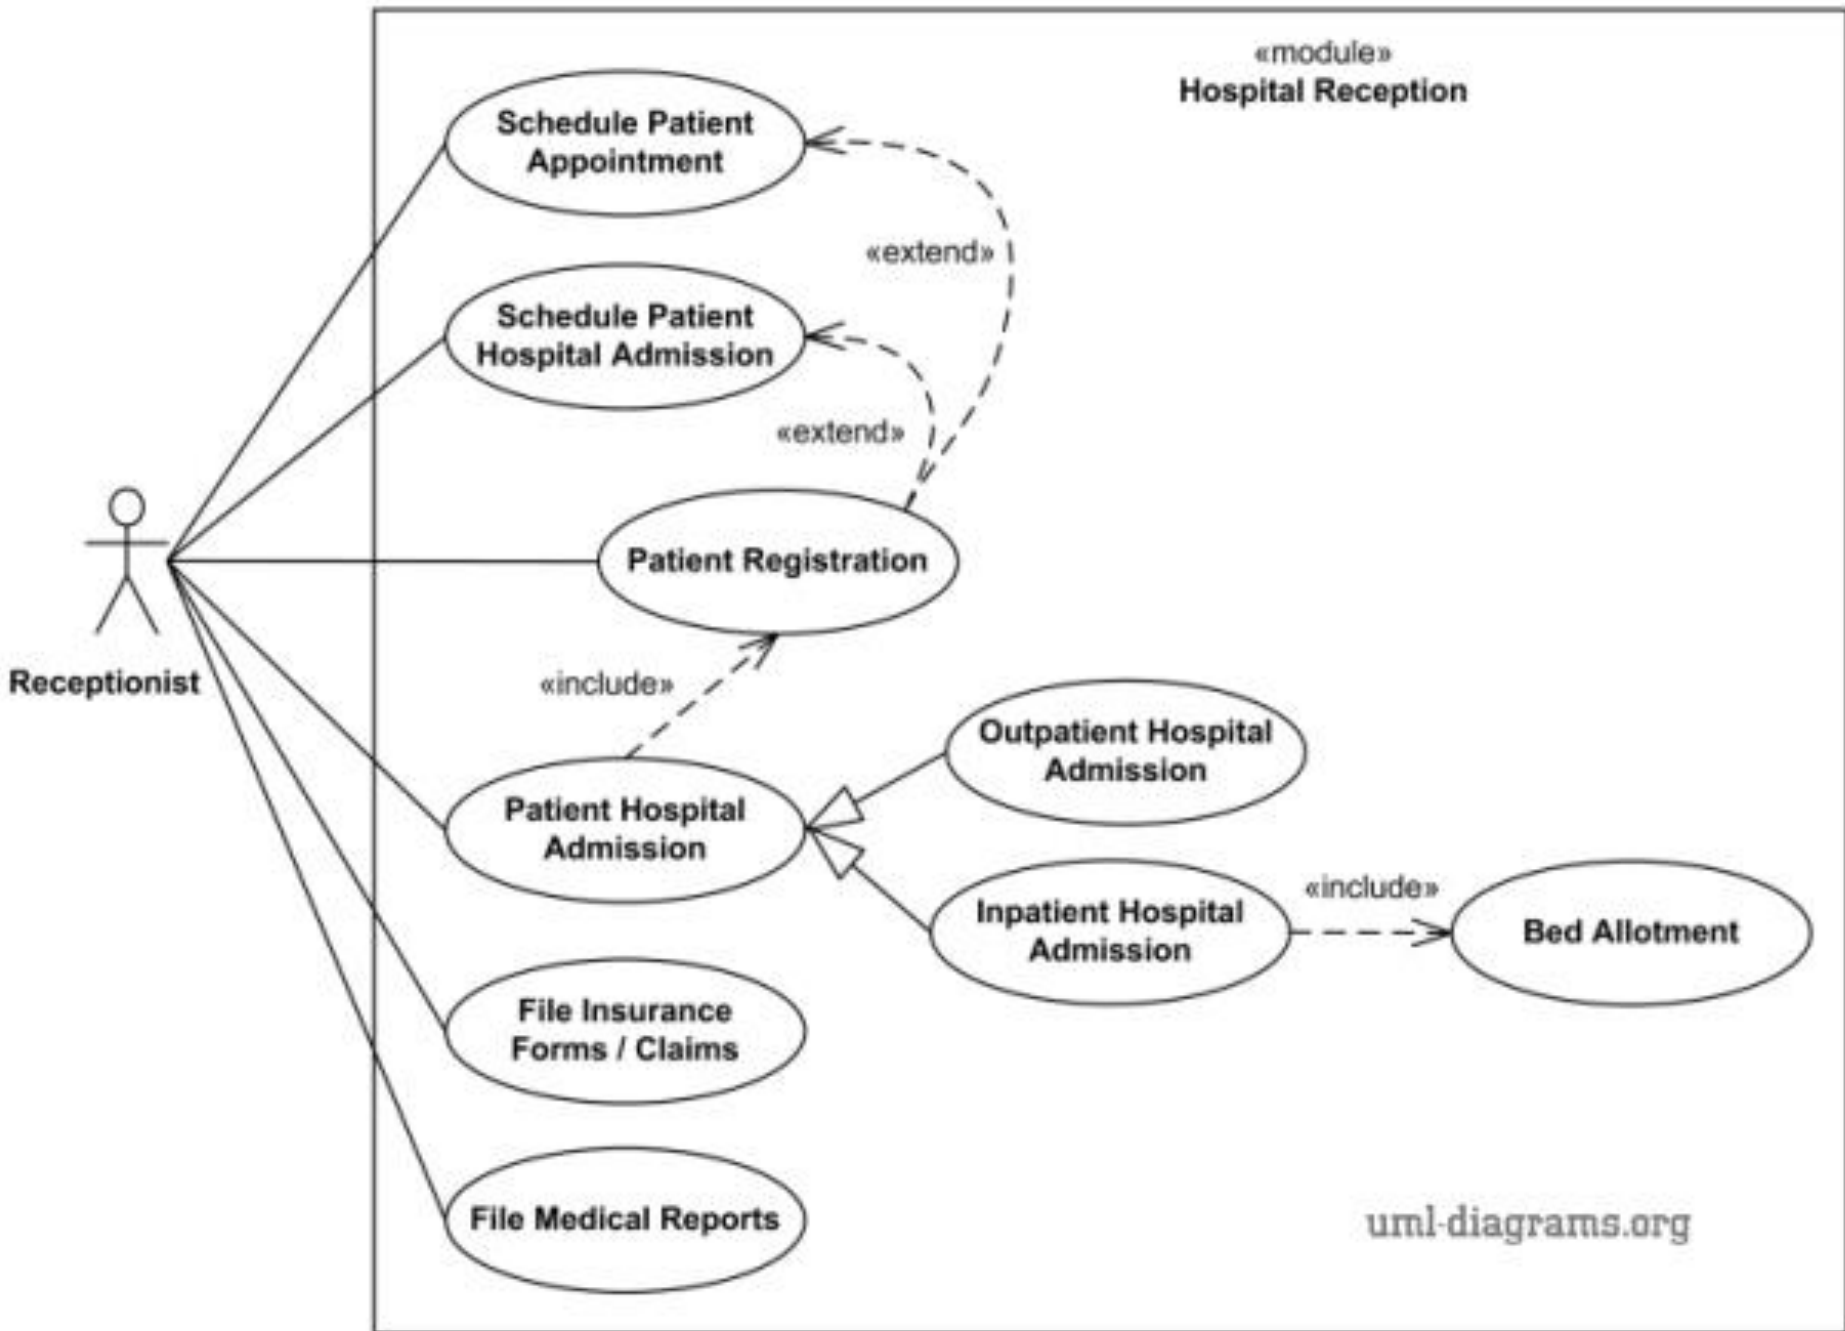 «module»
Hospital Reception
Schedule Patient
Appointment
«extend»
Schedule Patient
Hospital Admission
«extend»
Patient Registration
Receptionist
«include»
Outpatient Hospital
Admission
Patient Hospital
Admission
«include»
Inpatient Hospital
Admission
Bed Allotment
File Insurance
Forms / Claims
File Medical Reports
uml-diagrams.org